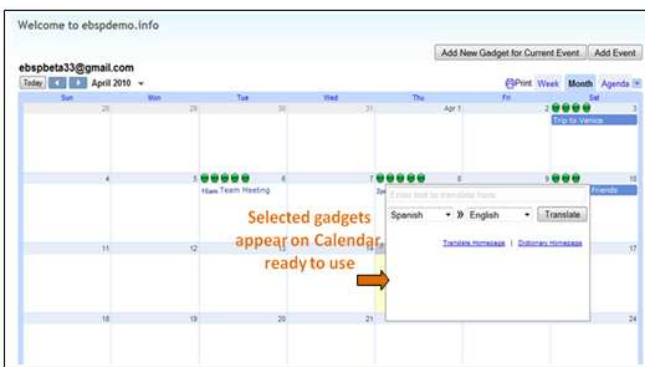 Welcome to ebspdemo.info
Add New Gadget for Current Event Add Event
ebspbeta33@gmail.com
Today April 2010 Print Week Month Agenda
Sun Mon Tue Wed Thu Fri Sat
28 29 30 31 Apr 1 2 3
Trip to Venice
4 5 6 7 8 9 10
10am Team Meeting
Enter text to translate here.
Friends
Spanish » English Translate
Selected gadgets
appear on Calendar,
ready to use
Translate Homepage | Dictionary Homepage
11 12 13 17
18 19 20 21 24